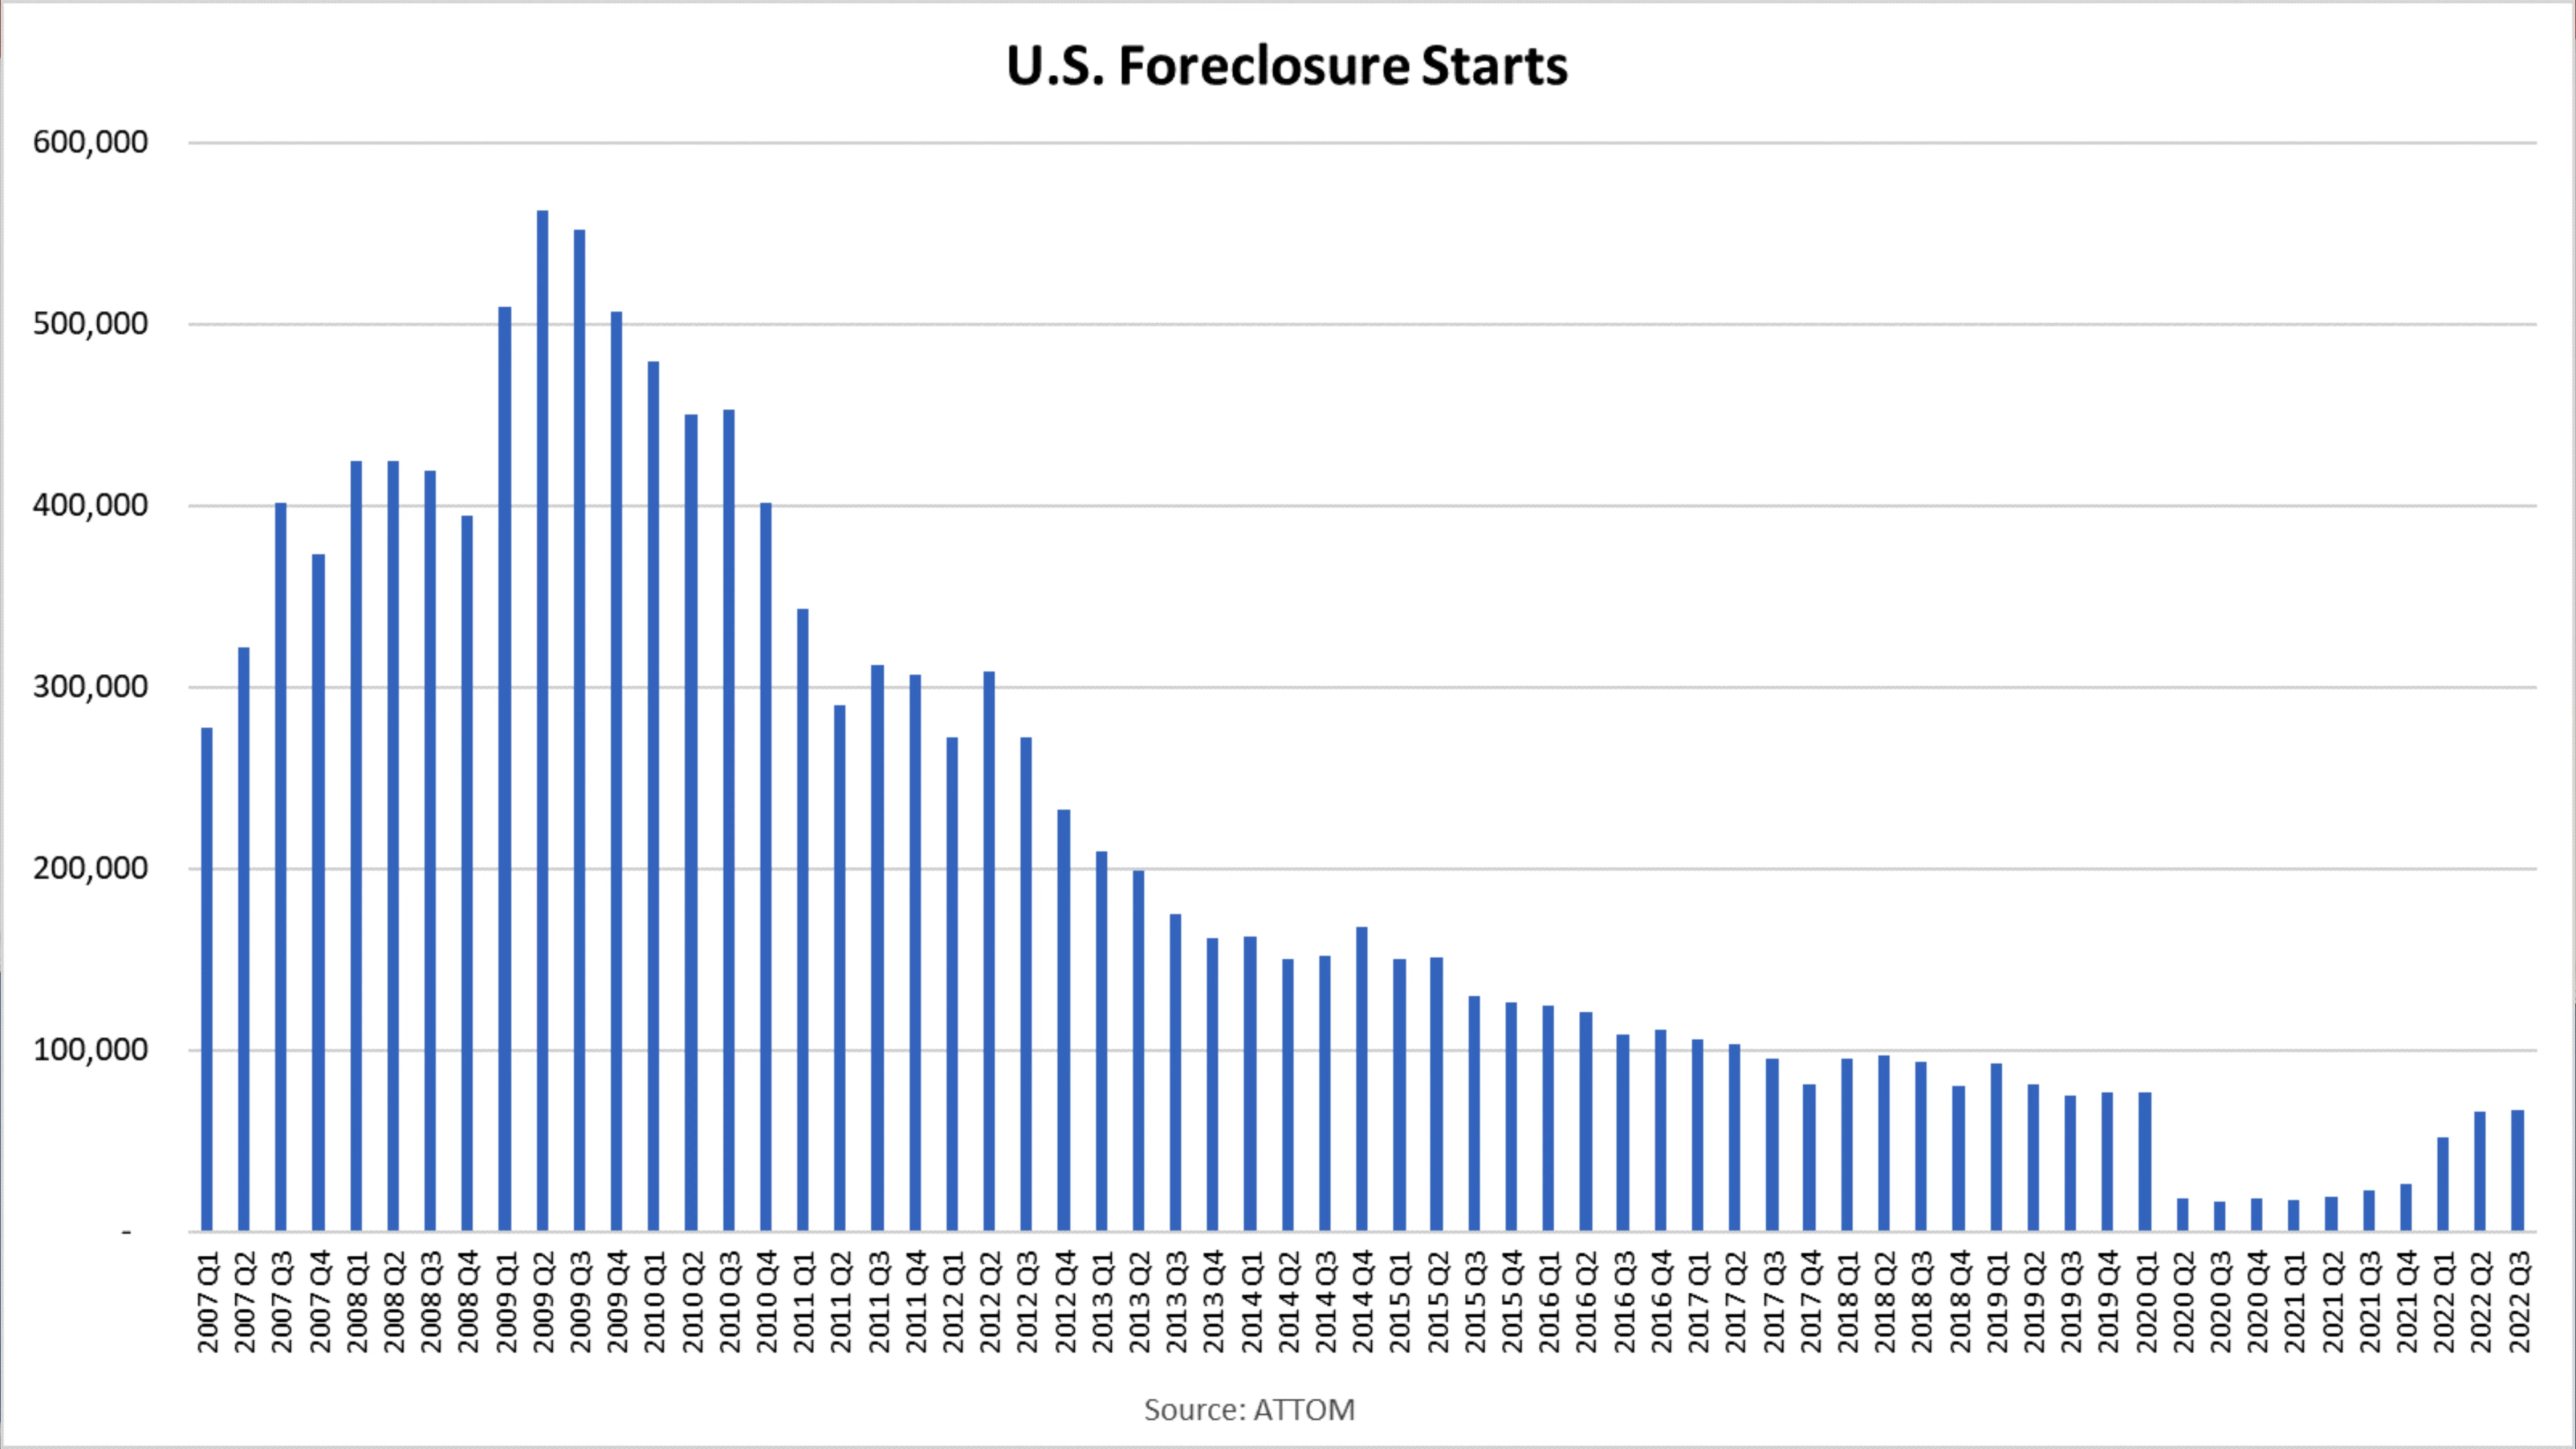 U.S. Foreclosure Starts
600,000
500,000
400,000
300,000
200,000
100,000
-
2007 Q1
2007 Q2
2007 Q3
2007 Q4
2008 Q1
2008 Q2
2008 Q3
2008 Q4
2009 Q1
2009 Q2
2009 Q3
2009 Q4
2010 Q1
2010 Q2
2010 Q3
2010 Q4
2011 Q1
2011 Q2
2011 Q3
2011 Q4
2012 Q1
2012 Q2
2012 Q3
2012 Q4
2013 Q1
2013 Q2
2013 Q3
2013 Q4
2014 Q1
2014 Q2
2014 Q3
2014 Q4
2015 Q1
2015 Q2
2015 Q3
2015 Q4
2016 Q1
2016 Q2
2016 Q3
2016 Q4
2017 Q1
2017 Q2
2017 Q3
2017 Q4
2018 Q1
2018 Q2
2018 Q3
2018 Q4
2019 Q1
2019 Q2
2019 Q3
2019 Q4
2020 Q1
2020 Q2
2020 Q3
2020 Q4
2021 Q1
2021 Q2
2021 Q3
2021 Q4
2022 Q1
2022 Q2
2022 Q3
Source: ATTOM